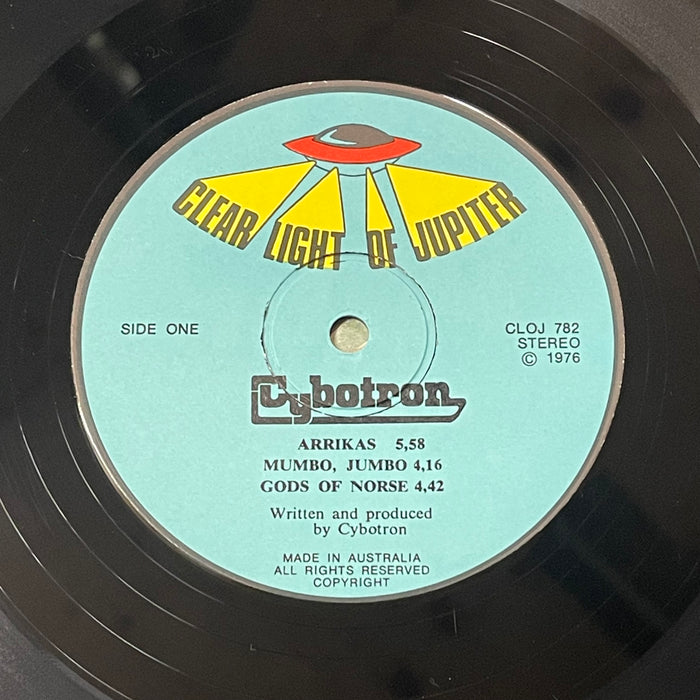 CLEAR LIGHT OF JUPITER
SIDE ONE
CLOJ 782
STEREO
© 1976
Cybotron
ARRIKAS 5,58
MUMBO, JUMBO 4,16
GODS OF NORSE 4,42
Written and produced
by Cybotron
MADE IN AUSTRALIA
ALL RIGHTS RESERVED
COPYRIGHT